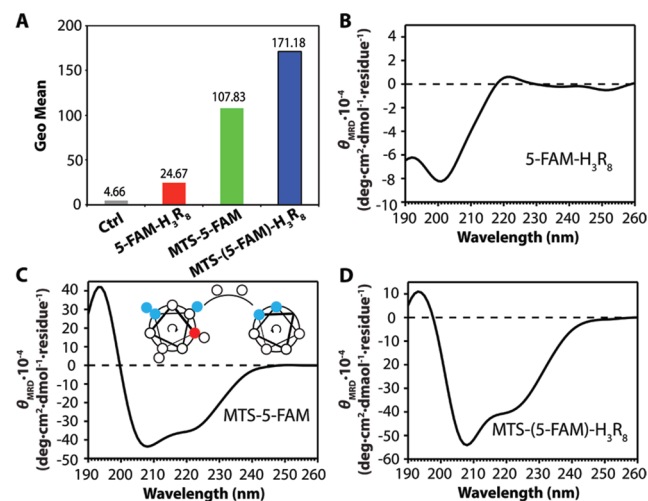 A
200
150
100
50
0
Geo Mean
4.66
24.67
107.83
171.18
Ctrl
5-FAM-H₃R₈
MTS-5-FAM
MTS-(5-FAM)-H₃R₈
B
4
2
0
-2
-4
-6
-8
-10
θMRD·10⁻⁴
(deg·cm²·dmol⁻¹·residue⁻¹)
5-FAM-H₃R₈
190 200 210 220 230 240 250 260
Wavelength (nm)
C
40
30
20
10
0
-10
-20
-30
-40
-50
θMRD·10⁻⁴
(deg·cm²·dmol⁻¹·residue⁻¹)
MTS-5-FAM
190 200 210 220 230 240 250 260
Wavelength (nm)
D
10
0
-10
-20
-30
-40
-50
-60
θMRD·10⁻⁴
(deg·cm²·dmaol⁻¹·residue⁻¹)
MTS-(5-FAM)-H₃R₈
190 200 210 220 230 240 250 260
Wavelength (nm)